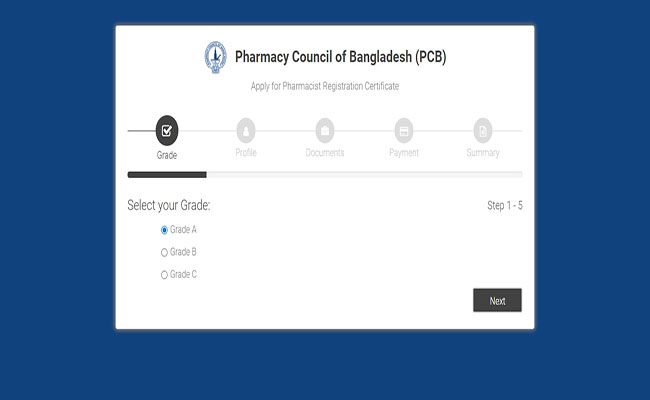 Pharmacy Council of Bangladesh (PCB)
Apply for Pharmacist Registration Certificate
Grade
Profile
Documents
Payment
Summary
Select your Grade:
Step 1 - 5
Grade A
Grade B
Grade C
Next